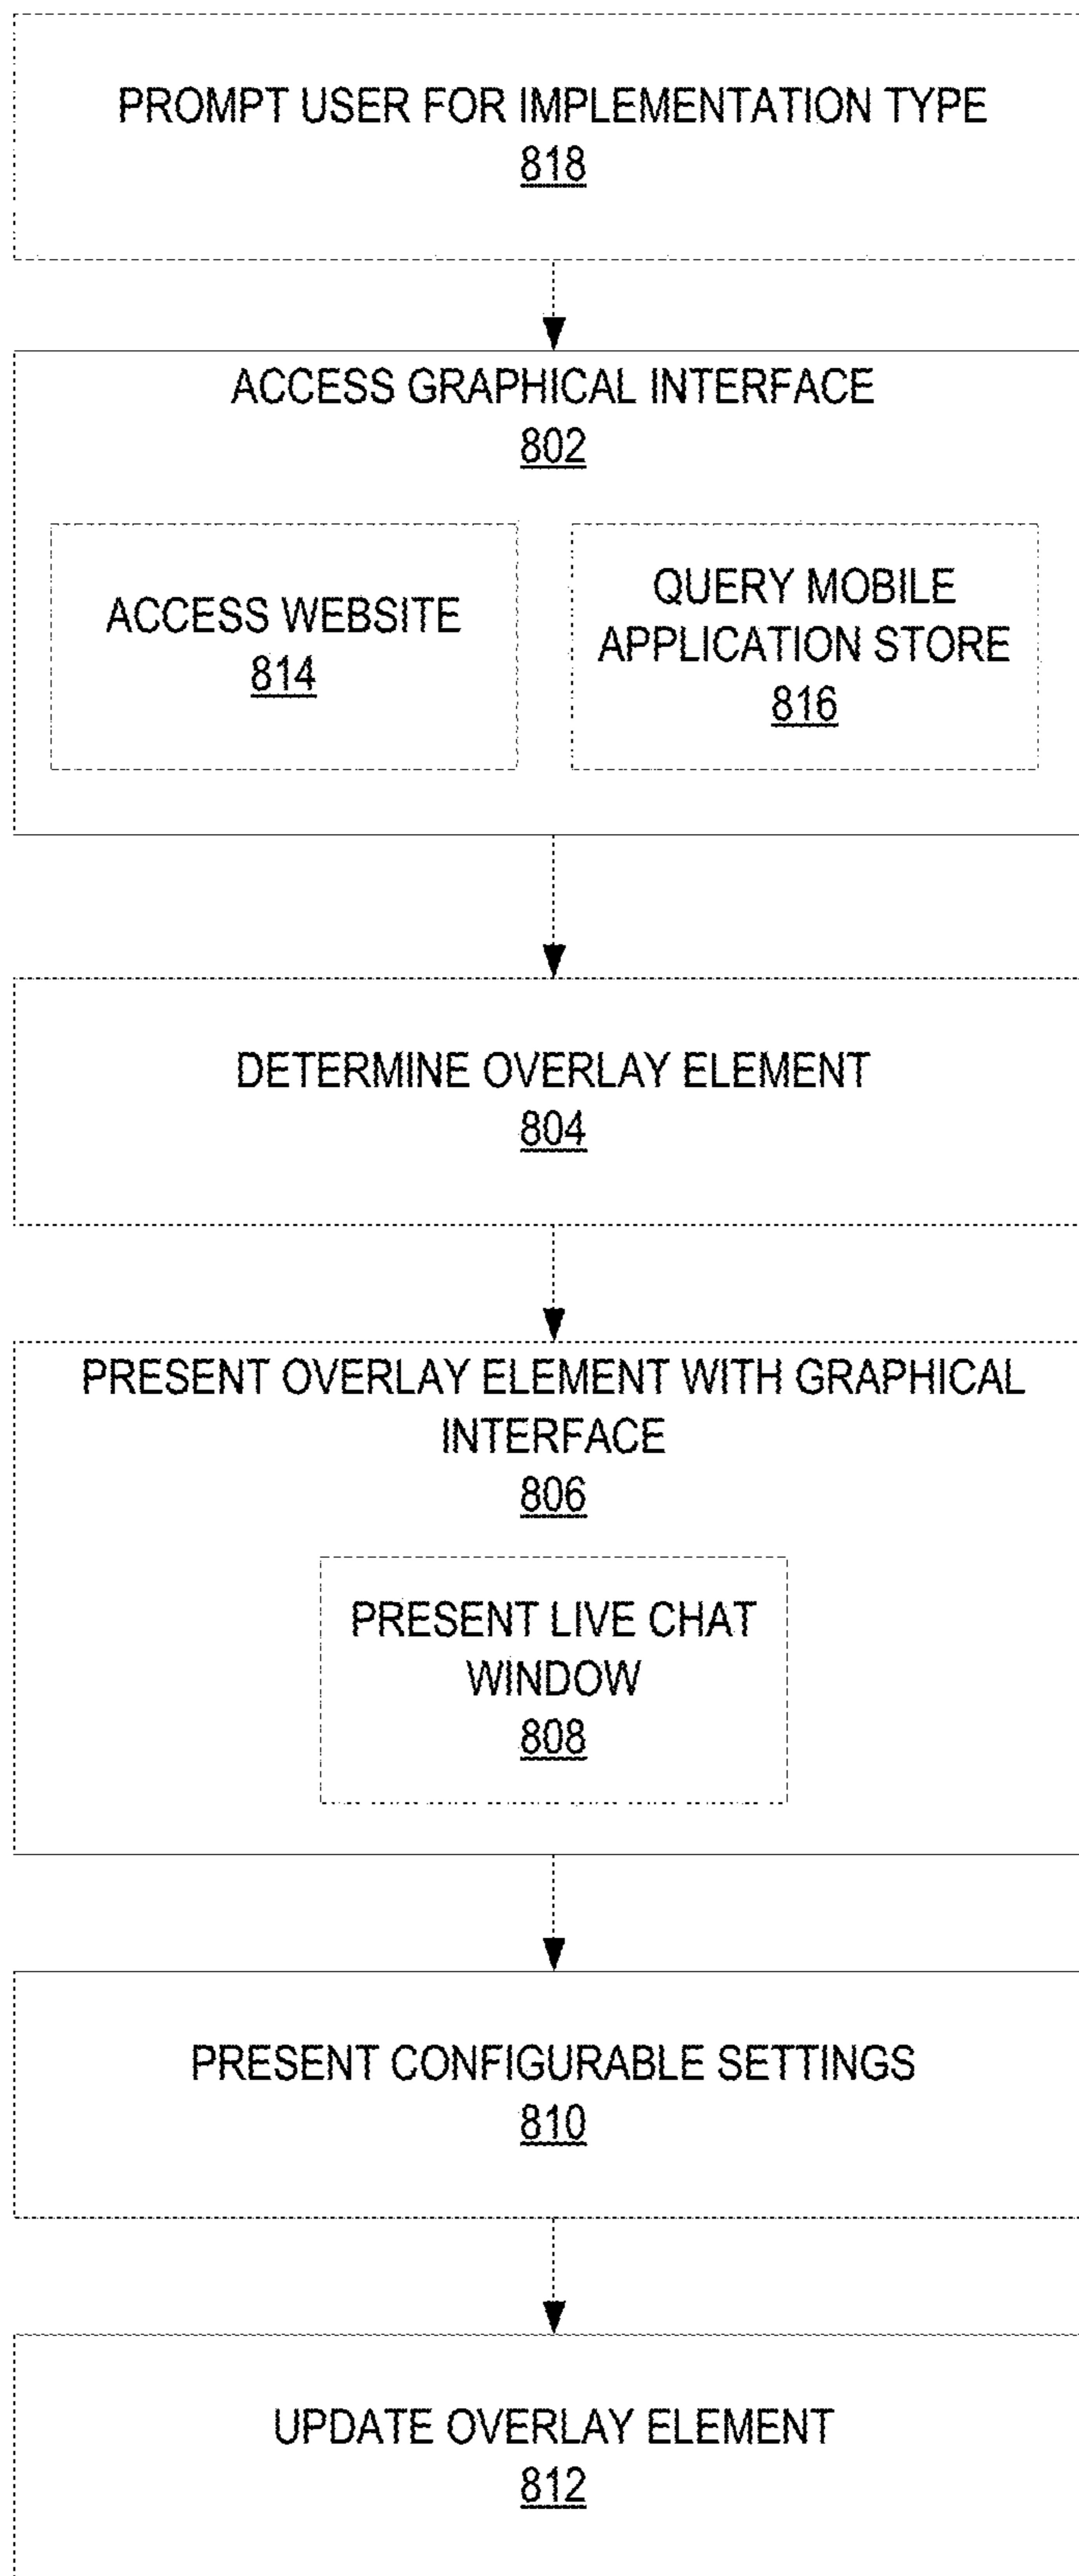 PROMPT USER FOR IMPLEMENTATION TYPE
818
ACCESS GRAPHICAL INTERFACE
802
ACCESS WEBSITE
814
QUERY MOBILE
APPLICATION STORE
816
DETERMINE OVERLAY ELEMENT
804
PRESENT OVERLAY ELEMENT WITH GRAPHICAL
INTERFACE
806
PRESENT LIVE CHAT
WINDOW
808
PRESENT CONFIGURABLE SETTINGS
810
UPDATE OVERLAY ELEMENT
812